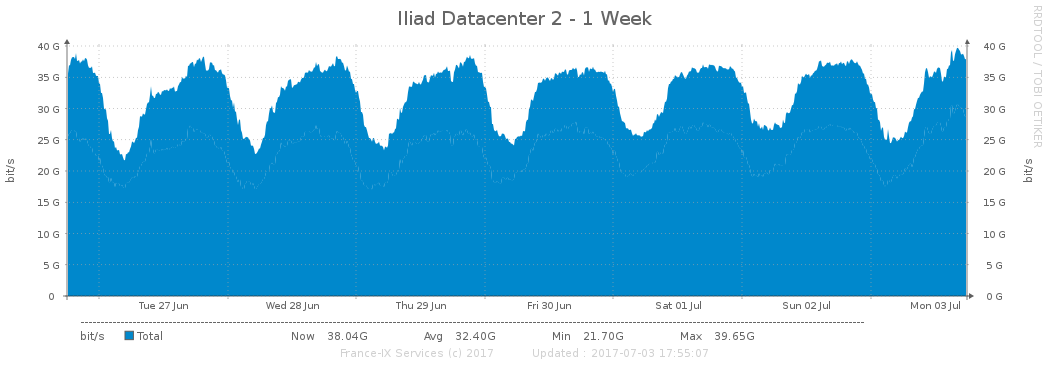 Iliad Datacenter 2 - 1 Week
RRDTOOL / TOBI OETIKER
bit/s
bit/s
40 G 40 G
35 G 35 G
30 G 30 G
25 G 25 G
20 G 20 G
15 G 15 G
10 G 10 G
5 G 5 G
0 0 G
Tue 27 Jun Wed 28 Jun Thu 29 Jun Fri 30 Jun Sat 01 Jul Sun 02 Jul Mon 03 Jul
bit/s Total Now 38.04G Avg 32.40G Min 21.70G Max 39.65G
France-IX Services (c) 2017 Updated : 2017-07-03 17:55:07